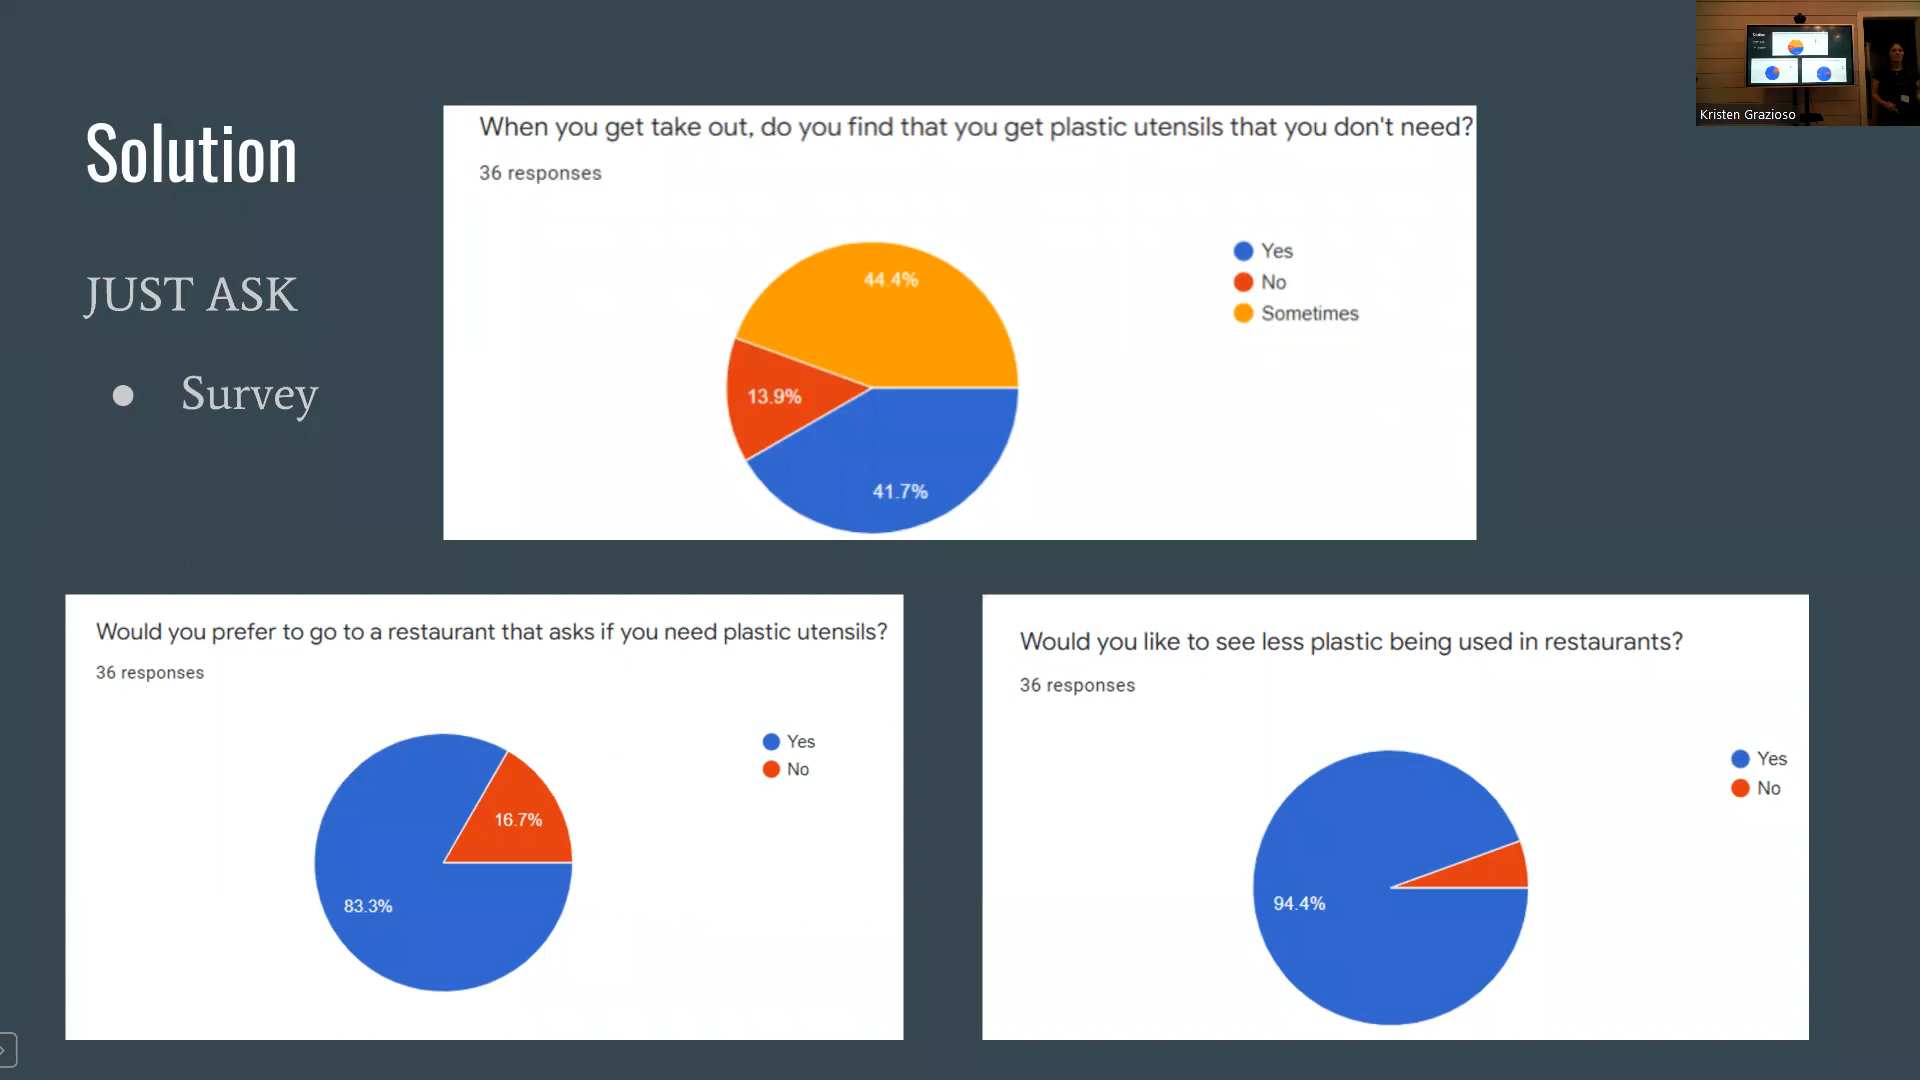 Solution
JUST ASK
● Survey
When you get take out, do you find that you get plastic utensils that you don't need?
36 responses
44.4%
13.9%
41.7%
Yes
No
Sometimes
Would you prefer to go to a restaurant that asks if you need plastic utensils?
36 responses
16.7%
83.3%
Yes
No
Would you like to see less plastic being used in restaurants?
36 responses
94.4%
Yes
No
Kristen Grazioso